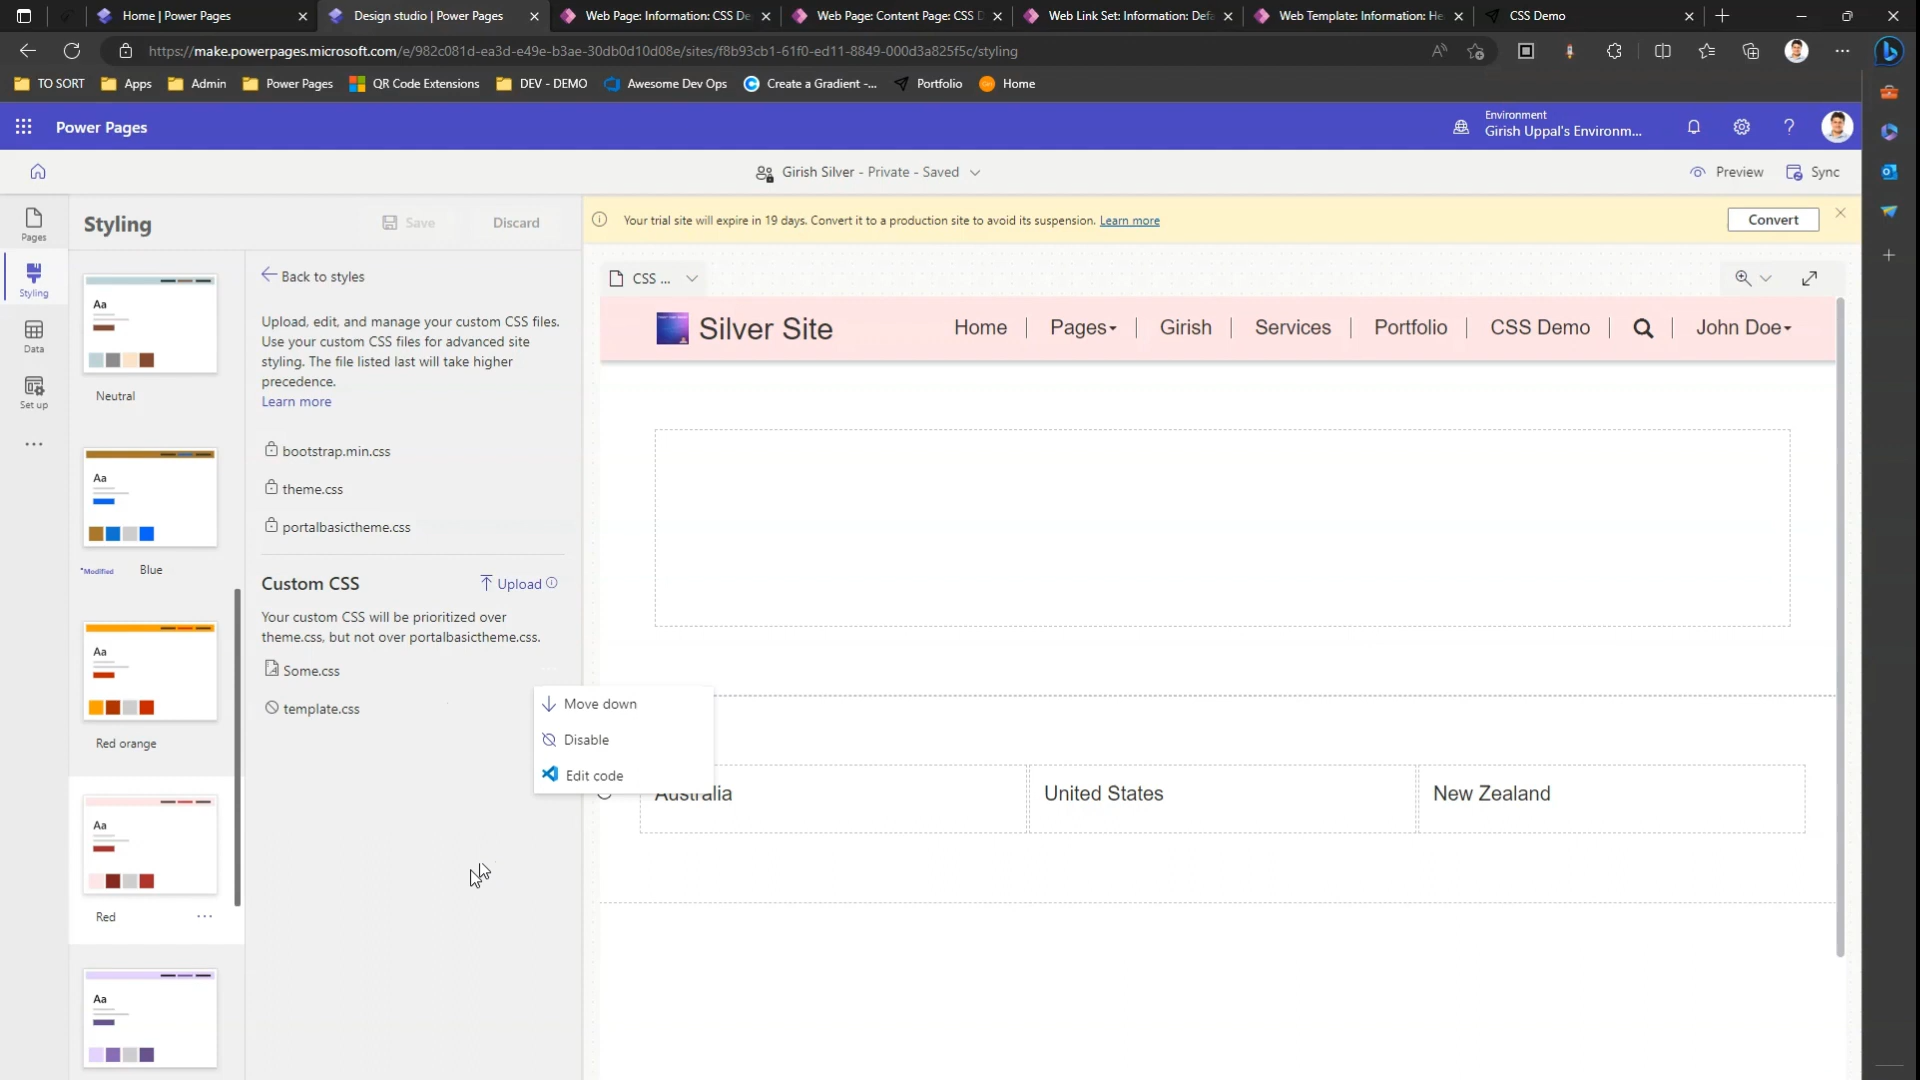 Home | Power Pages
Design studio | Power Pages
Web Page: Information: CSS De
Web Page: Content Page: CSS D
Web Link Set: Information: Defa
Web Template: Information: He
CSS Demo
https://make.powerpages.microsoft.com/e/982c081d-ea3d-e49e-b3ae-30db0d10d08e/sites/f8b93cb1-61f0-ed11-8849-000d3a825f5c/styling
TO SORT
Apps
Admin
Power Pages
QR Code Extensions
DEV - DEMO
Awesome Dev Ops
Create a Gradient -...
Portfolio
Home
Power Pages
Environment
Girish Uppal's Environm...
Girish Silver - Private - Saved
Preview
Sync
Pages
Styling
Data
Set up
Styling
Save
Discard
Your trial site will expire in 19 days. Convert it to a production site to avoid its suspension. Learn more
Convert
Aa
Neutral
Aa
*Modified
Blue
Aa
Red orange
Aa
Red
Aa
Back to styles
Upload, edit, and manage your custom CSS files.
Use your custom CSS files for advanced site
styling. The file listed last will take higher
precedence.
Learn more
bootstrap.min.css
theme.css
portalbasictheme.css
Custom CSS
Upload
Your custom CSS will be prioritized over
theme.css, but not over portalbasictheme.css.
Some.css
template.css
Move down
Disable
Edit code
CSS ...
Silver Site
Home
Pages
Girish
Services
Portfolio
CSS Demo
John Doe
Australia
United States
New Zealand